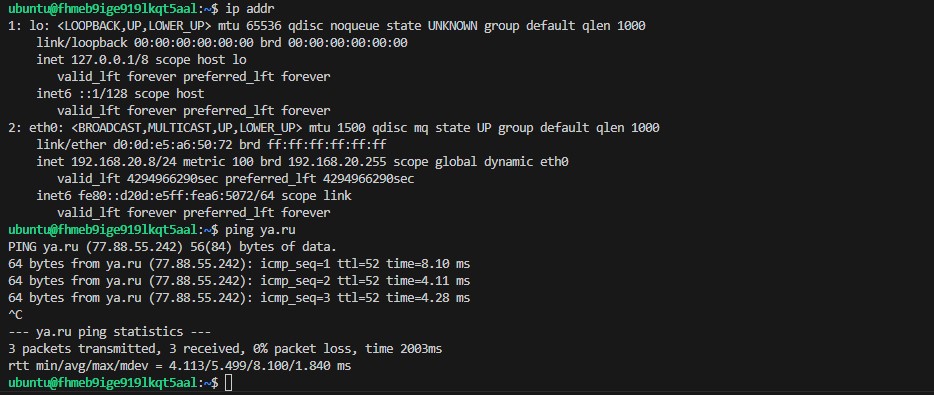 ubuntu@fhmeb9ige919lkqt5aal:~$ ip addr
1: lo: <LOOPBACK,UP,LOWER_UP> mtu 65536 qdisc noqueue state UNKNOWN group default qlen 1000
    link/loopback 00:00:00:00:00:00 brd 00:00:00:00:00:00
    inet 127.0.0.1/8 scope host lo
       valid_lft forever preferred_lft forever
    inet6 ::1/128 scope host
       valid_lft forever preferred_lft forever
2: eth0: <BROADCAST,MULTICAST,UP,LOWER_UP> mtu 1500 qdisc mq state UP group default qlen 1000
    link/ether d0:0d:e5:a6:50:72 brd ff:ff:ff:ff:ff:ff
    inet 192.168.20.8/24 metric 100 brd 192.168.20.255 scope global dynamic eth0
       valid_lft 4294966290sec preferred_lft 4294966290sec
    inet6 fe80::d20d:e5ff:fea6:5072/64 scope link
       valid_lft forever preferred_lft forever
ubuntu@fhmeb9ige919lkqt5aal:~$ ping ya.ru
PING ya.ru (77.88.55.242) 56(84) bytes of data.
64 bytes from ya.ru (77.88.55.242): icmp_seq=1 ttl=52 time=8.10 ms
64 bytes from ya.ru (77.88.55.242): icmp_seq=2 ttl=52 time=4.11 ms
64 bytes from ya.ru (77.88.55.242): icmp_seq=3 ttl=52 time=4.28 ms
^C
--- ya.ru ping statistics ---
3 packets transmitted, 3 received, 0% packet loss, time 2003ms
rtt min/avg/max/mdev = 4.113/5.499/8.100/1.840 ms
ubuntu@fhmeb9ige919lkqt5aal:~$